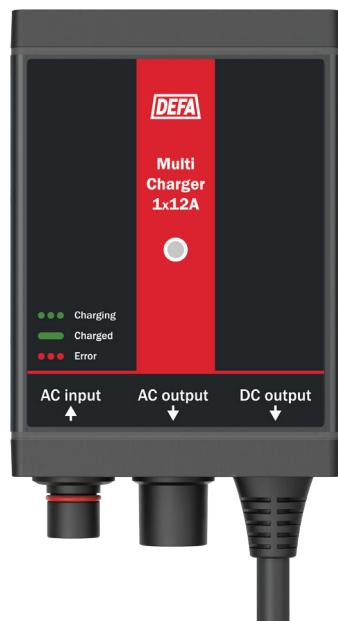 DEFA
Multi
Charger
1x12A
Charging
Charged
Error
AC input
AC output
DC output